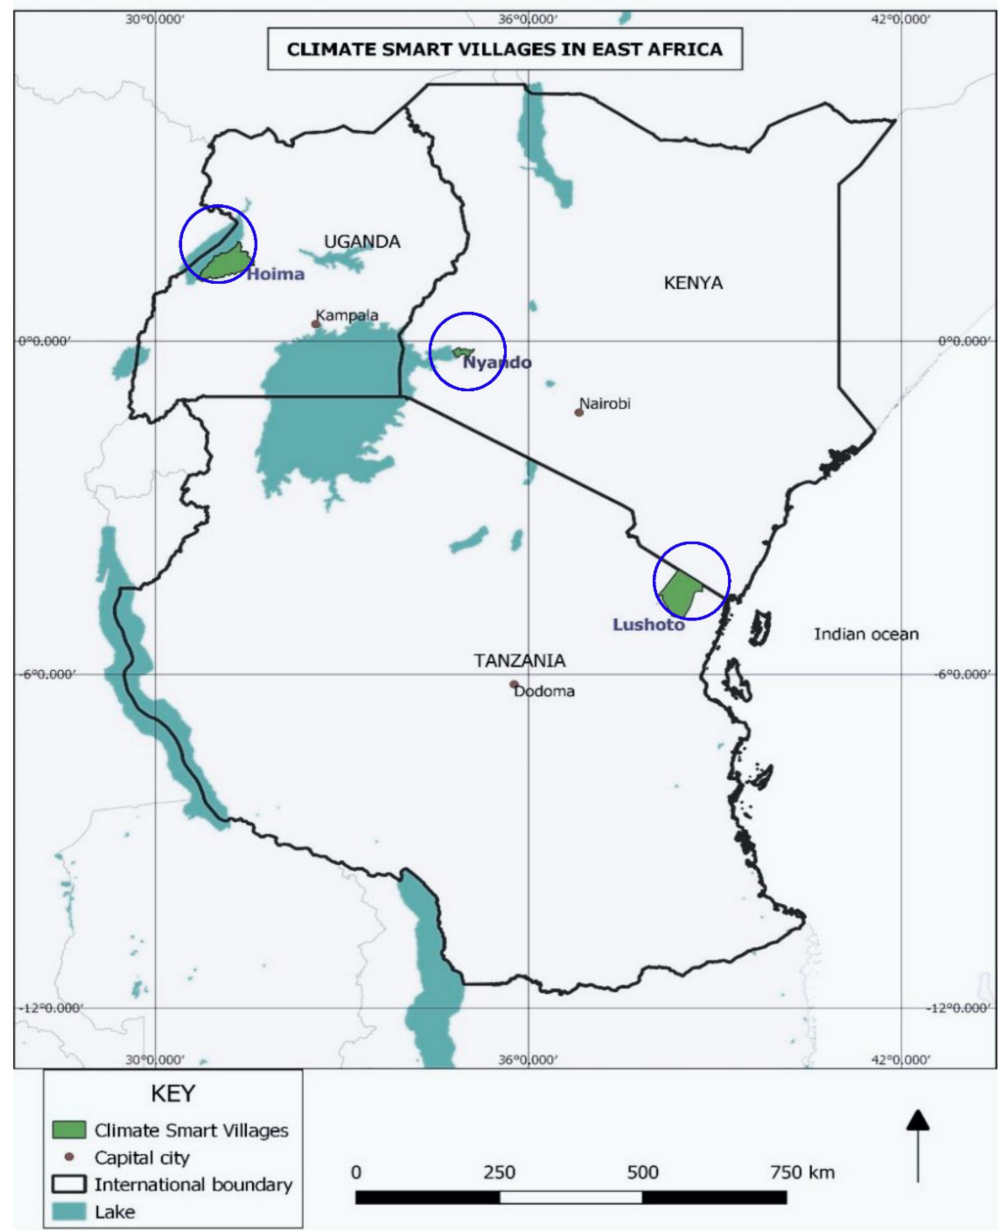 30°0.000′ 36°0.000′ 42°0.000′
CLIMATE SMART VILLAGES IN EAST AFRICA
UGANDA
Hoima
KENYA
Kampala
0°0.000′ 0°0.000′
Nyando
Nairobi
Lushoto
Indian ocean
TANZANIA
-6°0.000′ -6°0.000′
Dodoma
-12°0.000′ -12°0.000′
30°0.000′ 36°0.000′ 42°0.000′
KEY
Climate Smart Villages
Capital city
International boundary
Lake
0 250 500 750 km